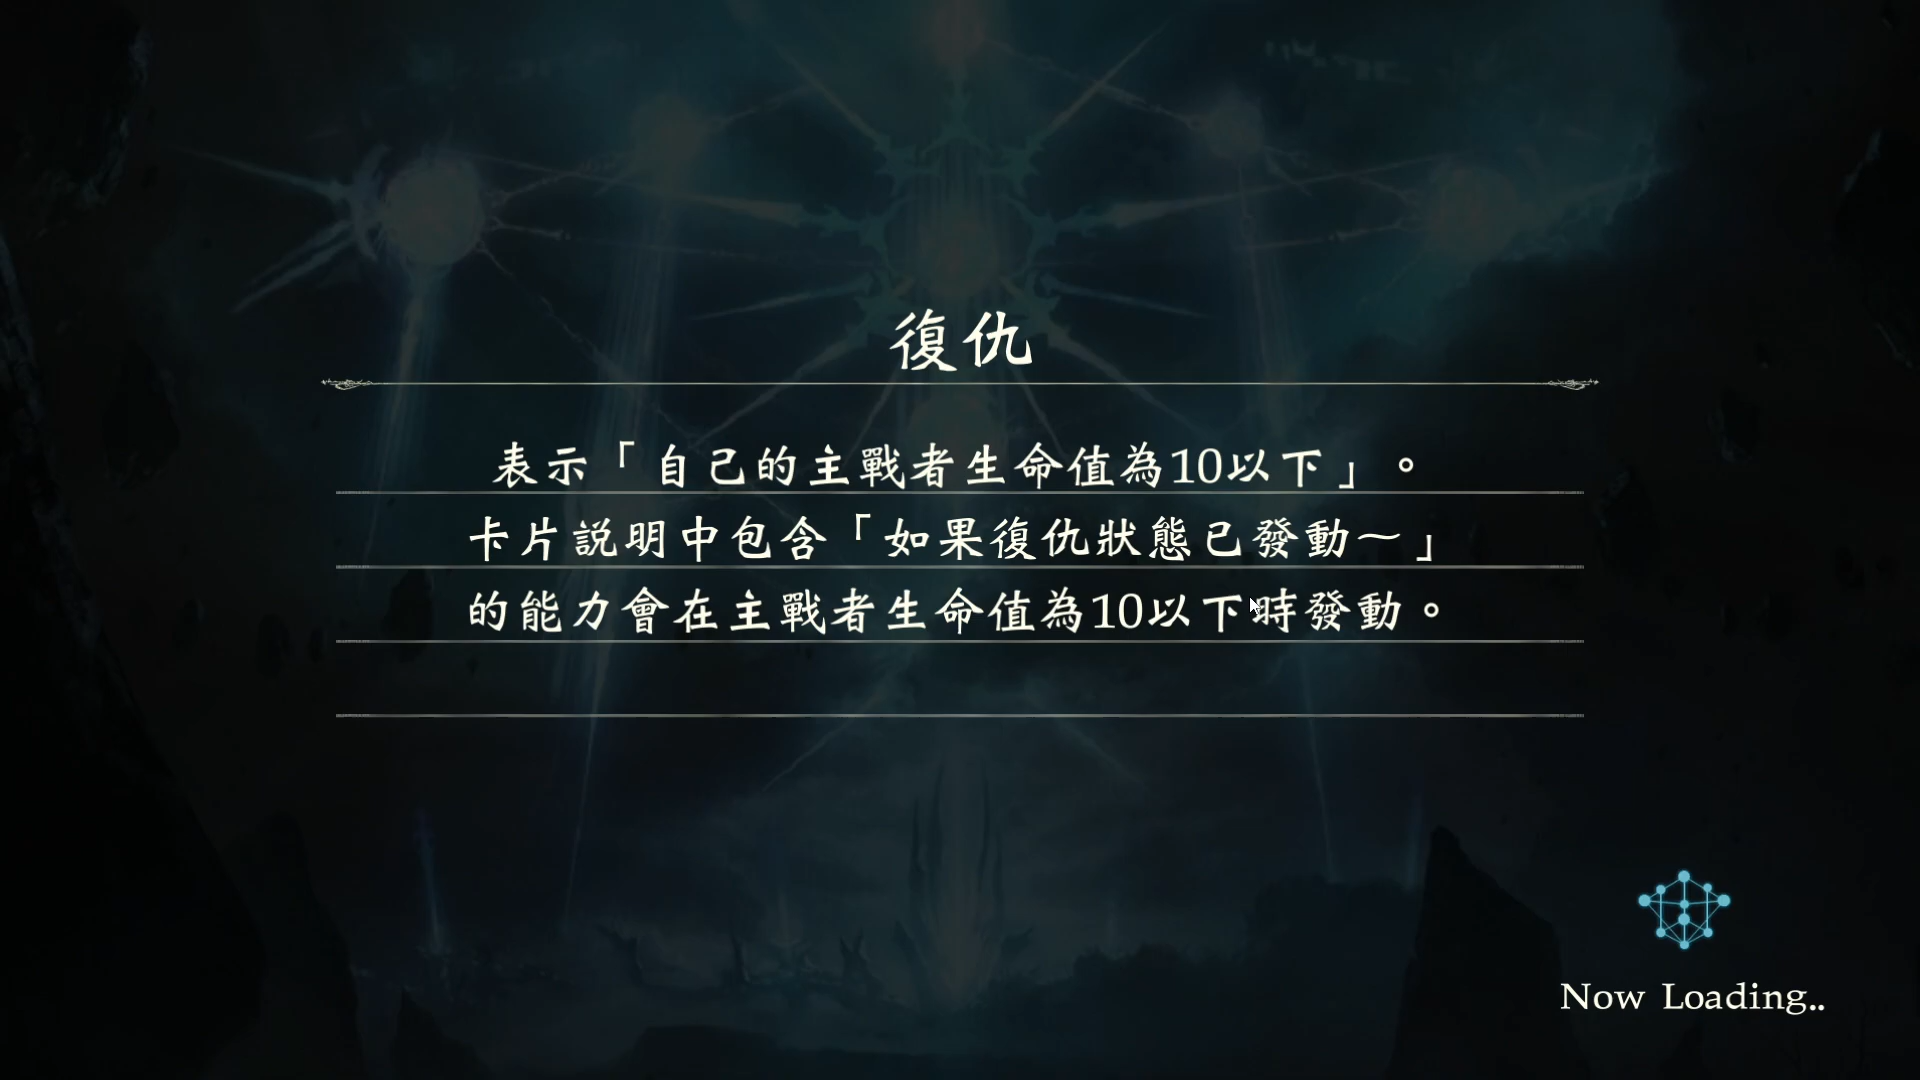 復仇
表示「自己的主戰者生命值為10以下」。
卡片説明中包含「如果復仇狀態已發動～」
的能力會在主戰者生命值為10以下時發動。
Now Loading..